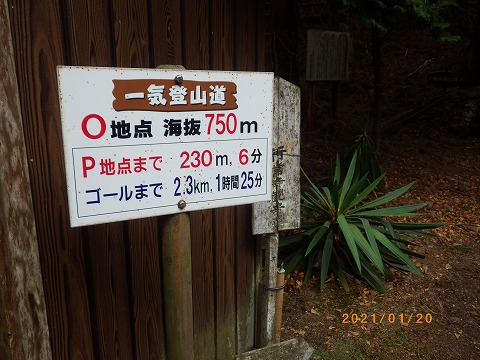 一氣登山道
O地点 海抜750m
P地点まで 230m, 6分
ゴールまで 2.3km, 1時間25分
2021/01/20